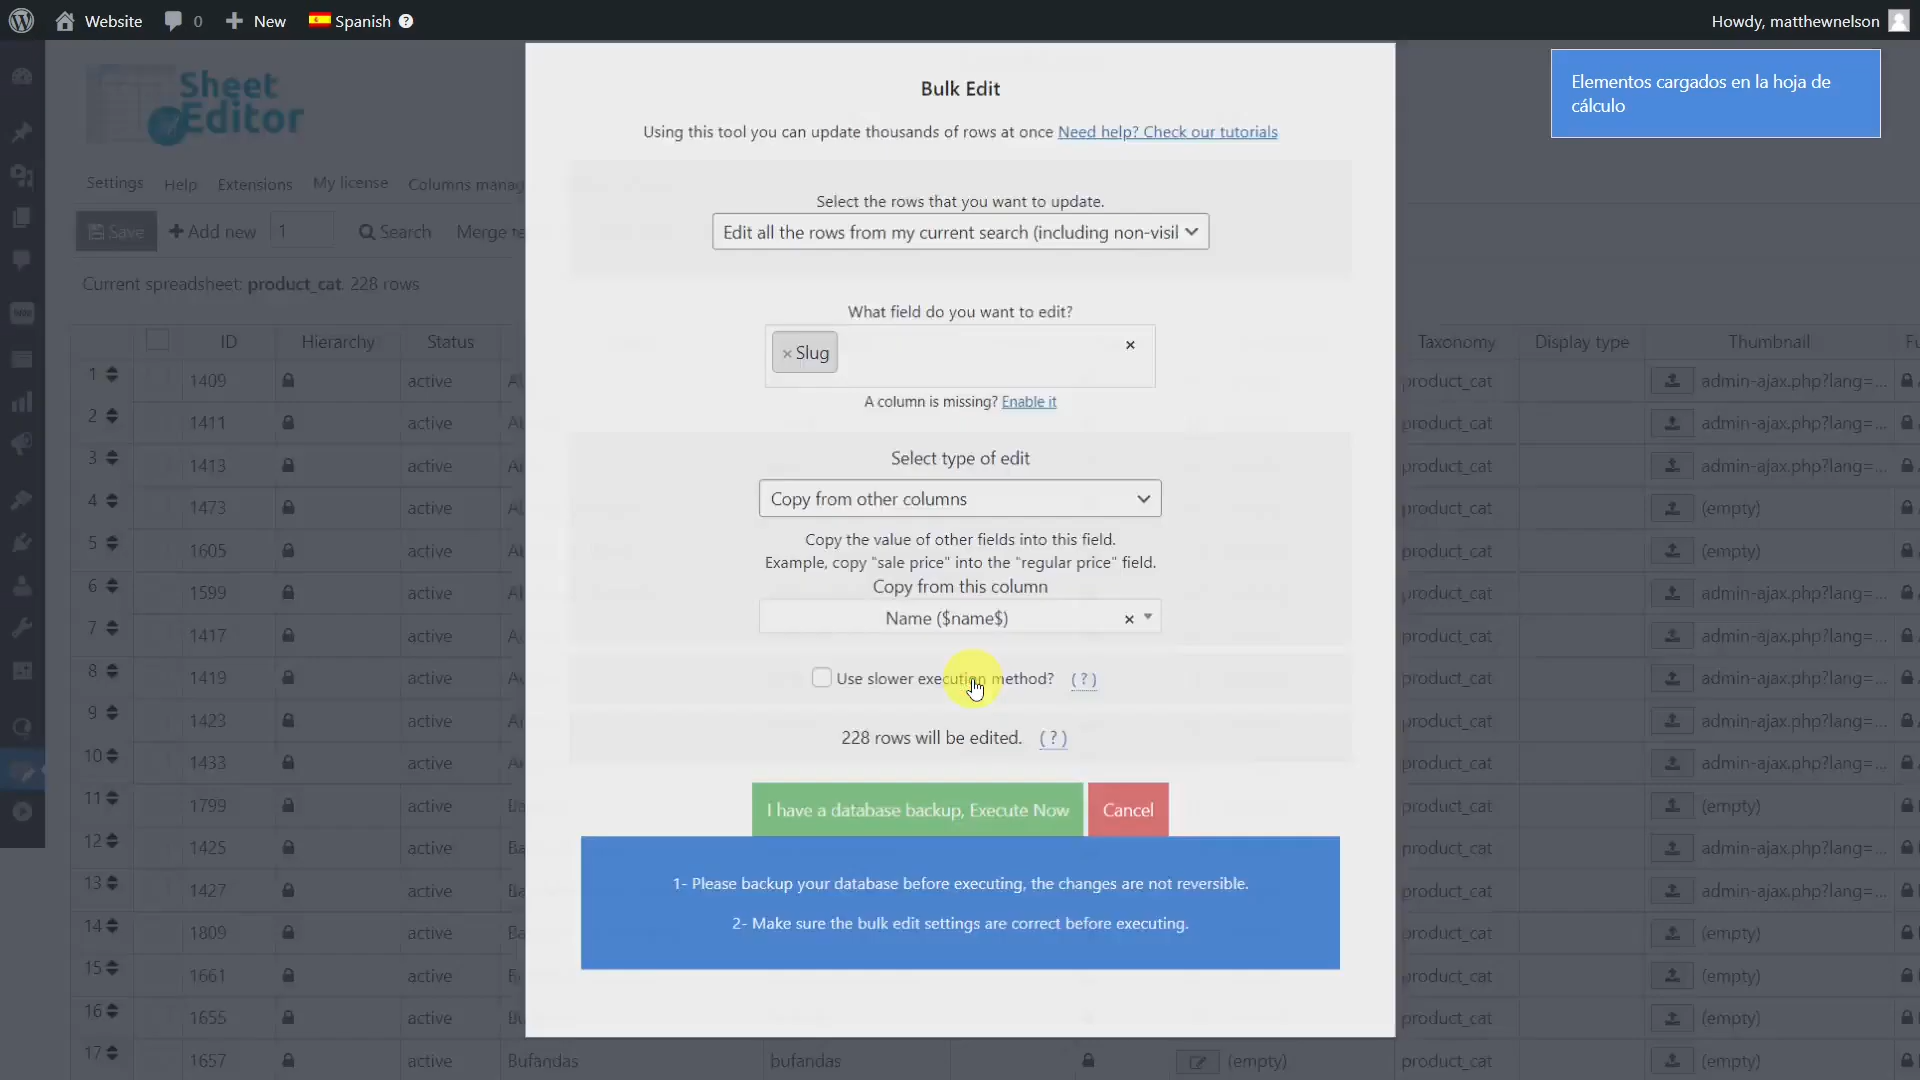 Website 0 New Spanish ? Howdy, matthewnelson
Sheet
Editor
Elementos cargados en la hoja de
cálculo
Bulk Edit
Using this tool you can update thousands of rows at once Need help? Check our tutorials
Settings Help Extensions My license Columns manag
Select the rows that you want to update.
Edit all the rows from my current search (including non-visil
Save Add new 1 Search Merge te
Current spreadsheet: product_cat. 228 rows
What field do you want to edit?
× Slug ×
A column is missing? Enable it
ID Hierarchy Status Taxonomy Display type Thumbnail
1 1409 active product_cat admin-ajax.php?lang=...
2 1411 active product_cat admin-ajax.php?lang=...
3 1413 active product_cat admin-ajax.php?lang=...
4 1473 active product_cat (empty)
5 1605 active product_cat (empty)
6 1599 active product_cat admin-ajax.php?lang=...
7 1417 active product_cat admin-ajax.php?lang=...
8 1419 active product_cat admin-ajax.php?lang=...
9 1423 active product_cat admin-ajax.php?lang=...
10 1433 active product_cat admin-ajax.php?lang=...
11 1799 active product_cat (empty)
12 1425 active product_cat admin-ajax.php?lang=...
13 1427 active product_cat admin-ajax.php?lang=...
14 1809 active product_cat (empty)
15 1661 active product_cat (empty)
16 1655 active product_cat (empty)
17 1657 active Bufandas bufandas (empty) product_cat (empty)
Select type of edit
Copy from other columns
Copy the value of other fields into this field.
Example, copy "sale price" into the "regular price" field.
Copy from this column
Name ($name$) ×
Use slower execution method? (?)
228 rows will be edited. (?)
I have a database backup, Execute Now Cancel
1- Please backup your database before executing, the changes are not reversible.
2- Make sure the bulk edit settings are correct before executing.